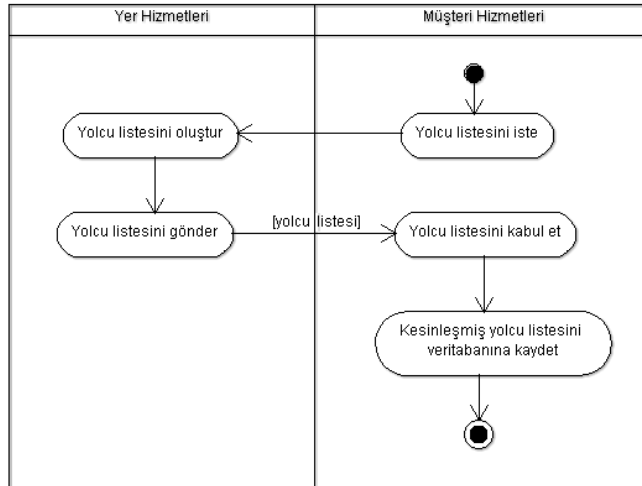 Yer Hizmetleri
Müşteri Hizmetleri
Yolcu listesini oluştur
Yolcu listesini iste
Yolcu listesini gönder
[yolcu listesi]
Yolcu listesini kabul et
Kesinleşmiş yolcu listesini
veritabanına kaydet